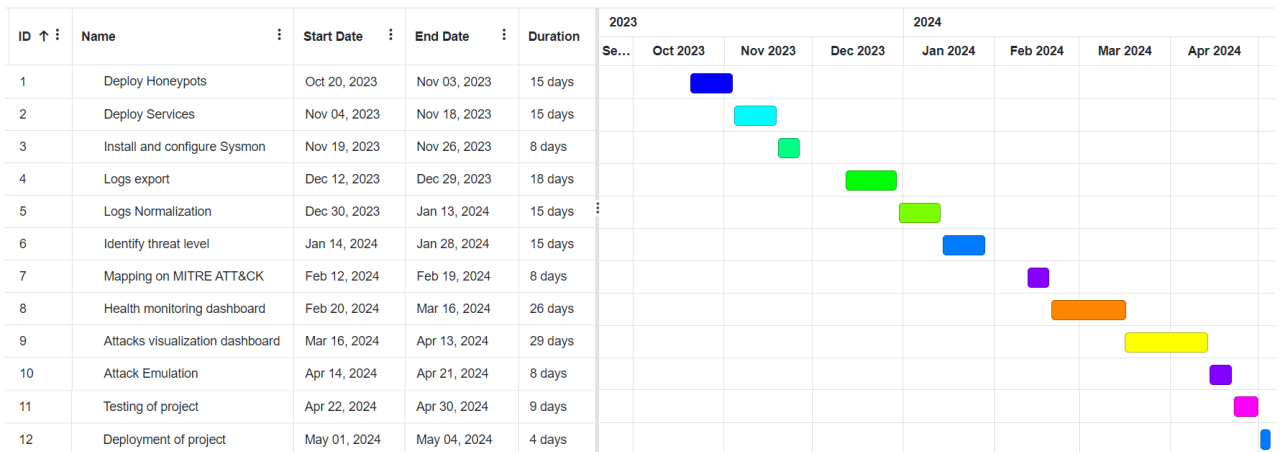 2023 2024
ID Name Start Date End Date Duration Se... Oct 2023 Nov 2023 Dec 2023 Jan 2024 Feb 2024 Mar 2024 Apr 2024
1 Deploy Honeypots Oct 20, 2023 Nov 03, 2023 15 days
2 Deploy Services Nov 04, 2023 Nov 18, 2023 15 days
3 Install and configure Sysmon Nov 19, 2023 Nov 26, 2023 8 days
4 Logs export Dec 12, 2023 Dec 29, 2023 18 days
5 Logs Normalization Dec 30, 2023 Jan 13, 2024 15 days
6 Identify threat level Jan 14, 2024 Jan 28, 2024 15 days
7 Mapping on MITRE ATT&CK Feb 12, 2024 Feb 19, 2024 8 days
8 Health monitoring dashboard Feb 20, 2024 Mar 16, 2024 26 days
9 Attacks visualization dashboard Mar 16, 2024 Apr 13, 2024 29 days
10 Attack Emulation Apr 14, 2024 Apr 21, 2024 8 days
11 Testing of project Apr 22, 2024 Apr 30, 2024 9 days
12 Deployment of project May 01, 2024 May 04, 2024 4 days